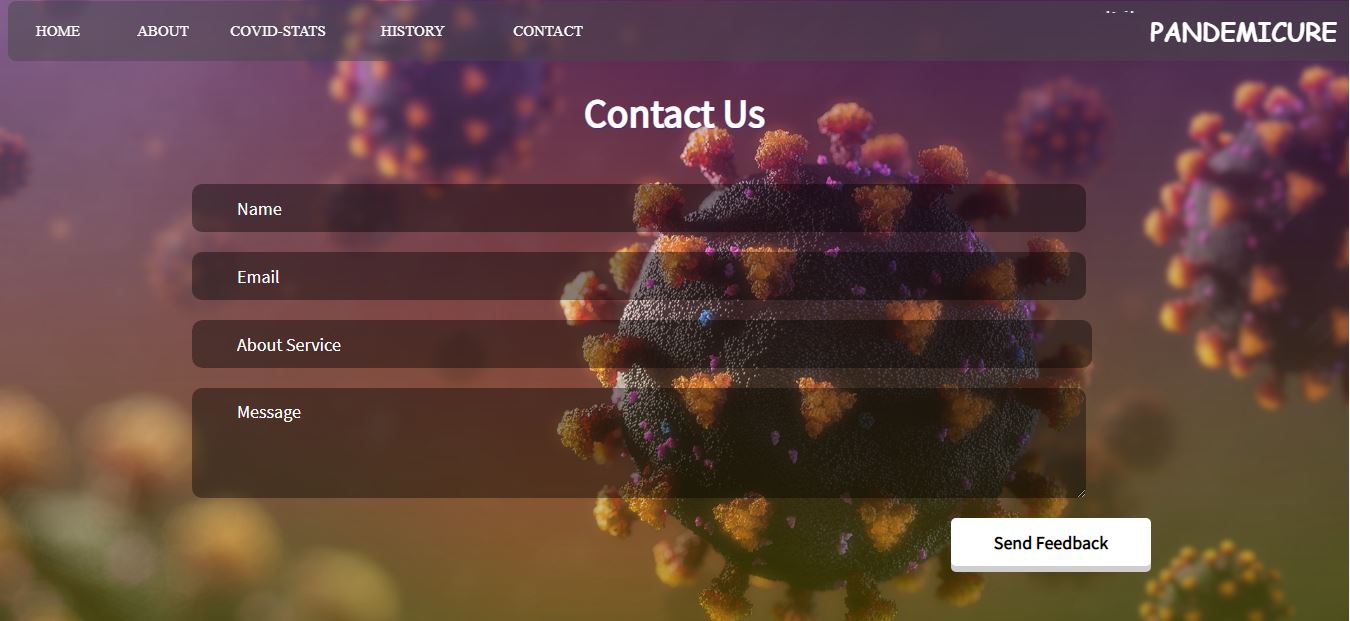 HOME ABOUT COVID-STATS HISTORY CONTACT PANDEMICURE
Contact Us
Name
Email
About Service
Message
Send Feedback